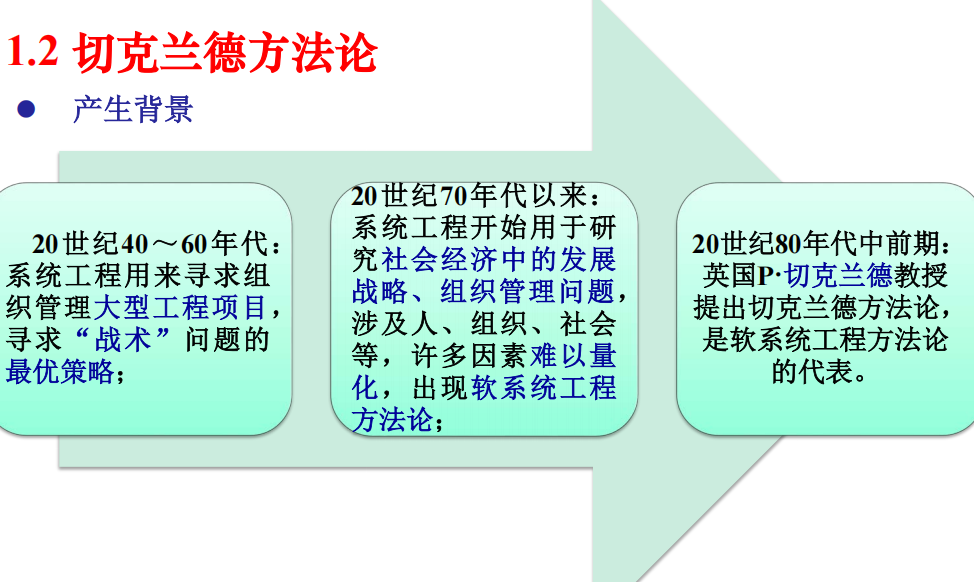 1.2 切克兰德方法论
● 产生背景
20世纪40～60年代：
系统工程用来寻求组
织管理大型工程项目，
寻求“战术”问题的
最优策略；
20世纪70年代以来：
系统工程开始用于研
究社会经济中的发展
战略、组织管理问题，
涉及人、组织、社会
等，许多因素难以量
化，出现软系统工程
方法论；
20世纪80年代中前期：
英国P·切克兰德教授
提出切克兰德方法论，
是软系统工程方法论
的代表。